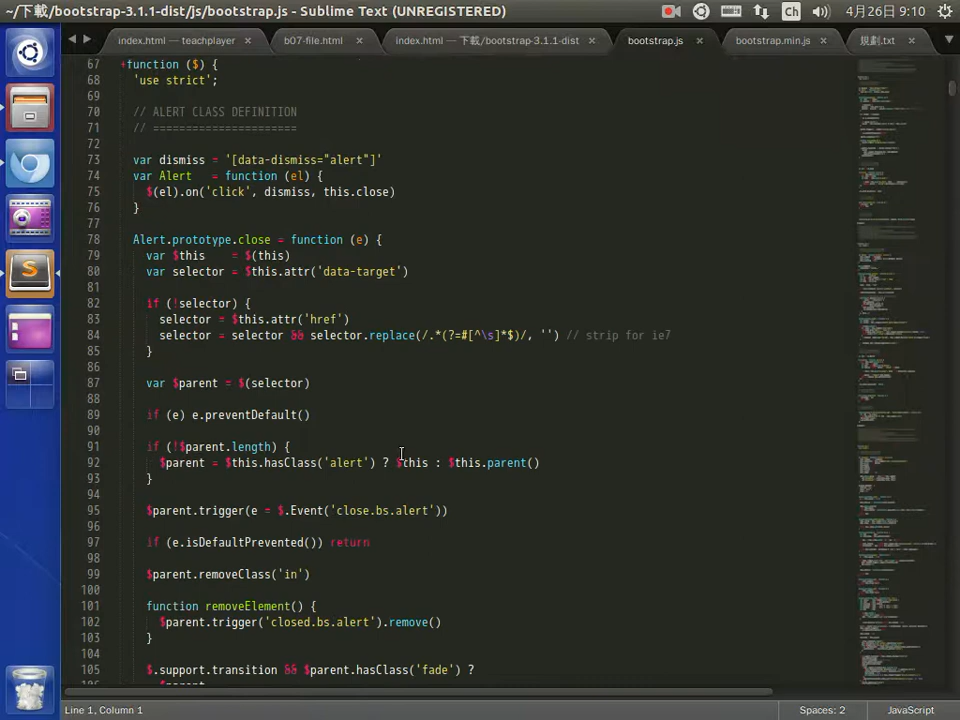 ~/下載/bootstrap-3.1.1-dist/js/bootstrap.js - Sublime Text (UNREGISTERED)
Ch
4月26日 9:10
index.html — teachplayer ×
b07-file.html ×
index.html — 下載/bootstrap-3.1.1-dist ×
bootstrap.js ×
bootstrap.min.js ×
規劃.txt ×
67 +function ($) {
68 'use strict';
69
70 // ALERT CLASS DEFINITION
71 // ======================
72
73 var dismiss = '[data-dismiss="alert"]'
74 var Alert   = function (el) {
75 $(el).on('click', dismiss, this.close)
76 }
77
78 Alert.prototype.close = function (e) {
79 var $this    = $(this)
80 var selector = $this.attr('data-target')
81
82 if (!selector) {
83 selector = $this.attr('href')
84 selector = selector && selector.replace(/.*(?=#[^\s]*$)/, '') // strip for ie7
85 }
86
87 var $parent = $(selector)
88
89 if (e) e.preventDefault()
90
91 if (!$parent.length) {
92 $parent = $this.hasClass('alert') ? $this : $this.parent()
93 }
94
95 $parent.trigger(e = $.Event('close.bs.alert'))
96
97 if (e.isDefaultPrevented()) return
98
99 $parent.removeClass('in')
100
101 function removeElement() {
102 $parent.trigger('closed.bs.alert').remove()
103 }
104
105 $.support.transition && $parent.hasClass('fade') ?
Line 1, Column 1
Spaces: 2
JavaScript